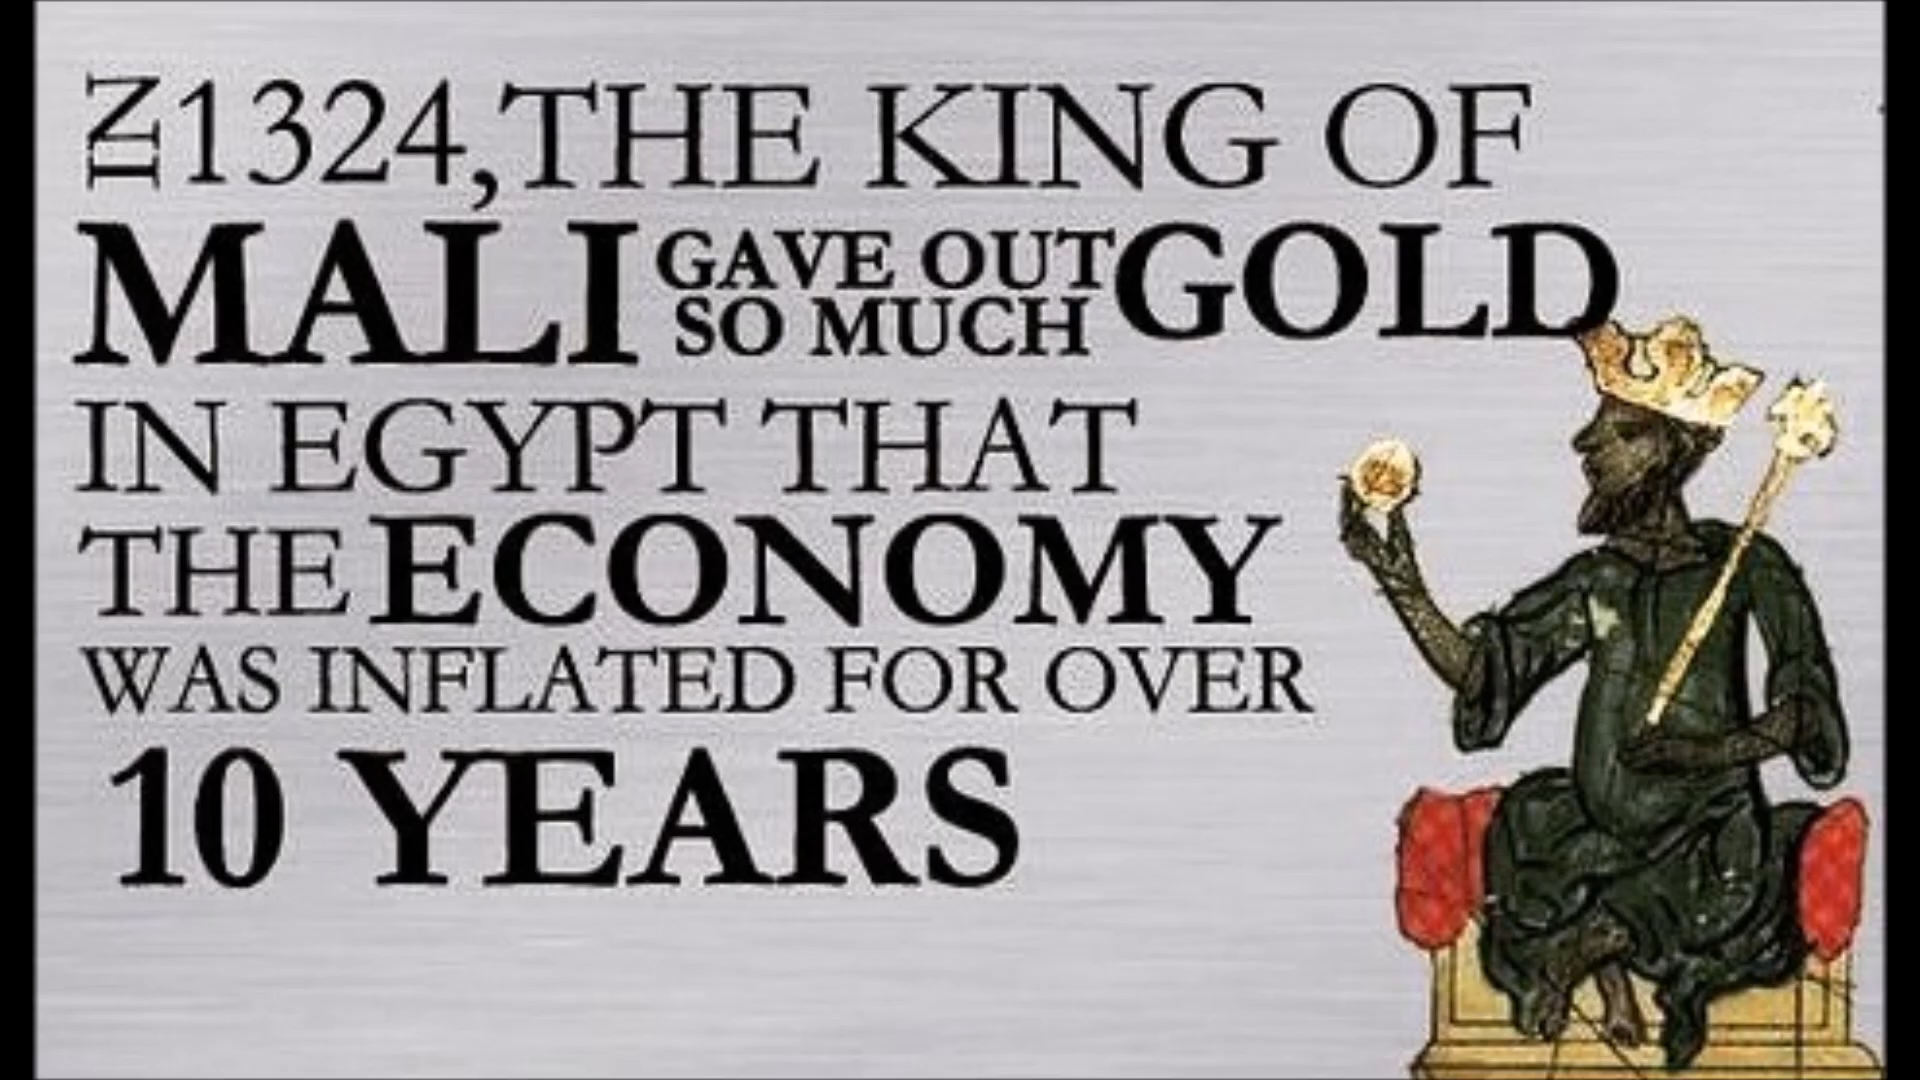 IN 1324, THE KING OF
MALI GAVE OUT SO MUCH GOLD
IN EGYPT THAT
THE ECONOMY
WAS INFLATED FOR OVER
10 YEARS